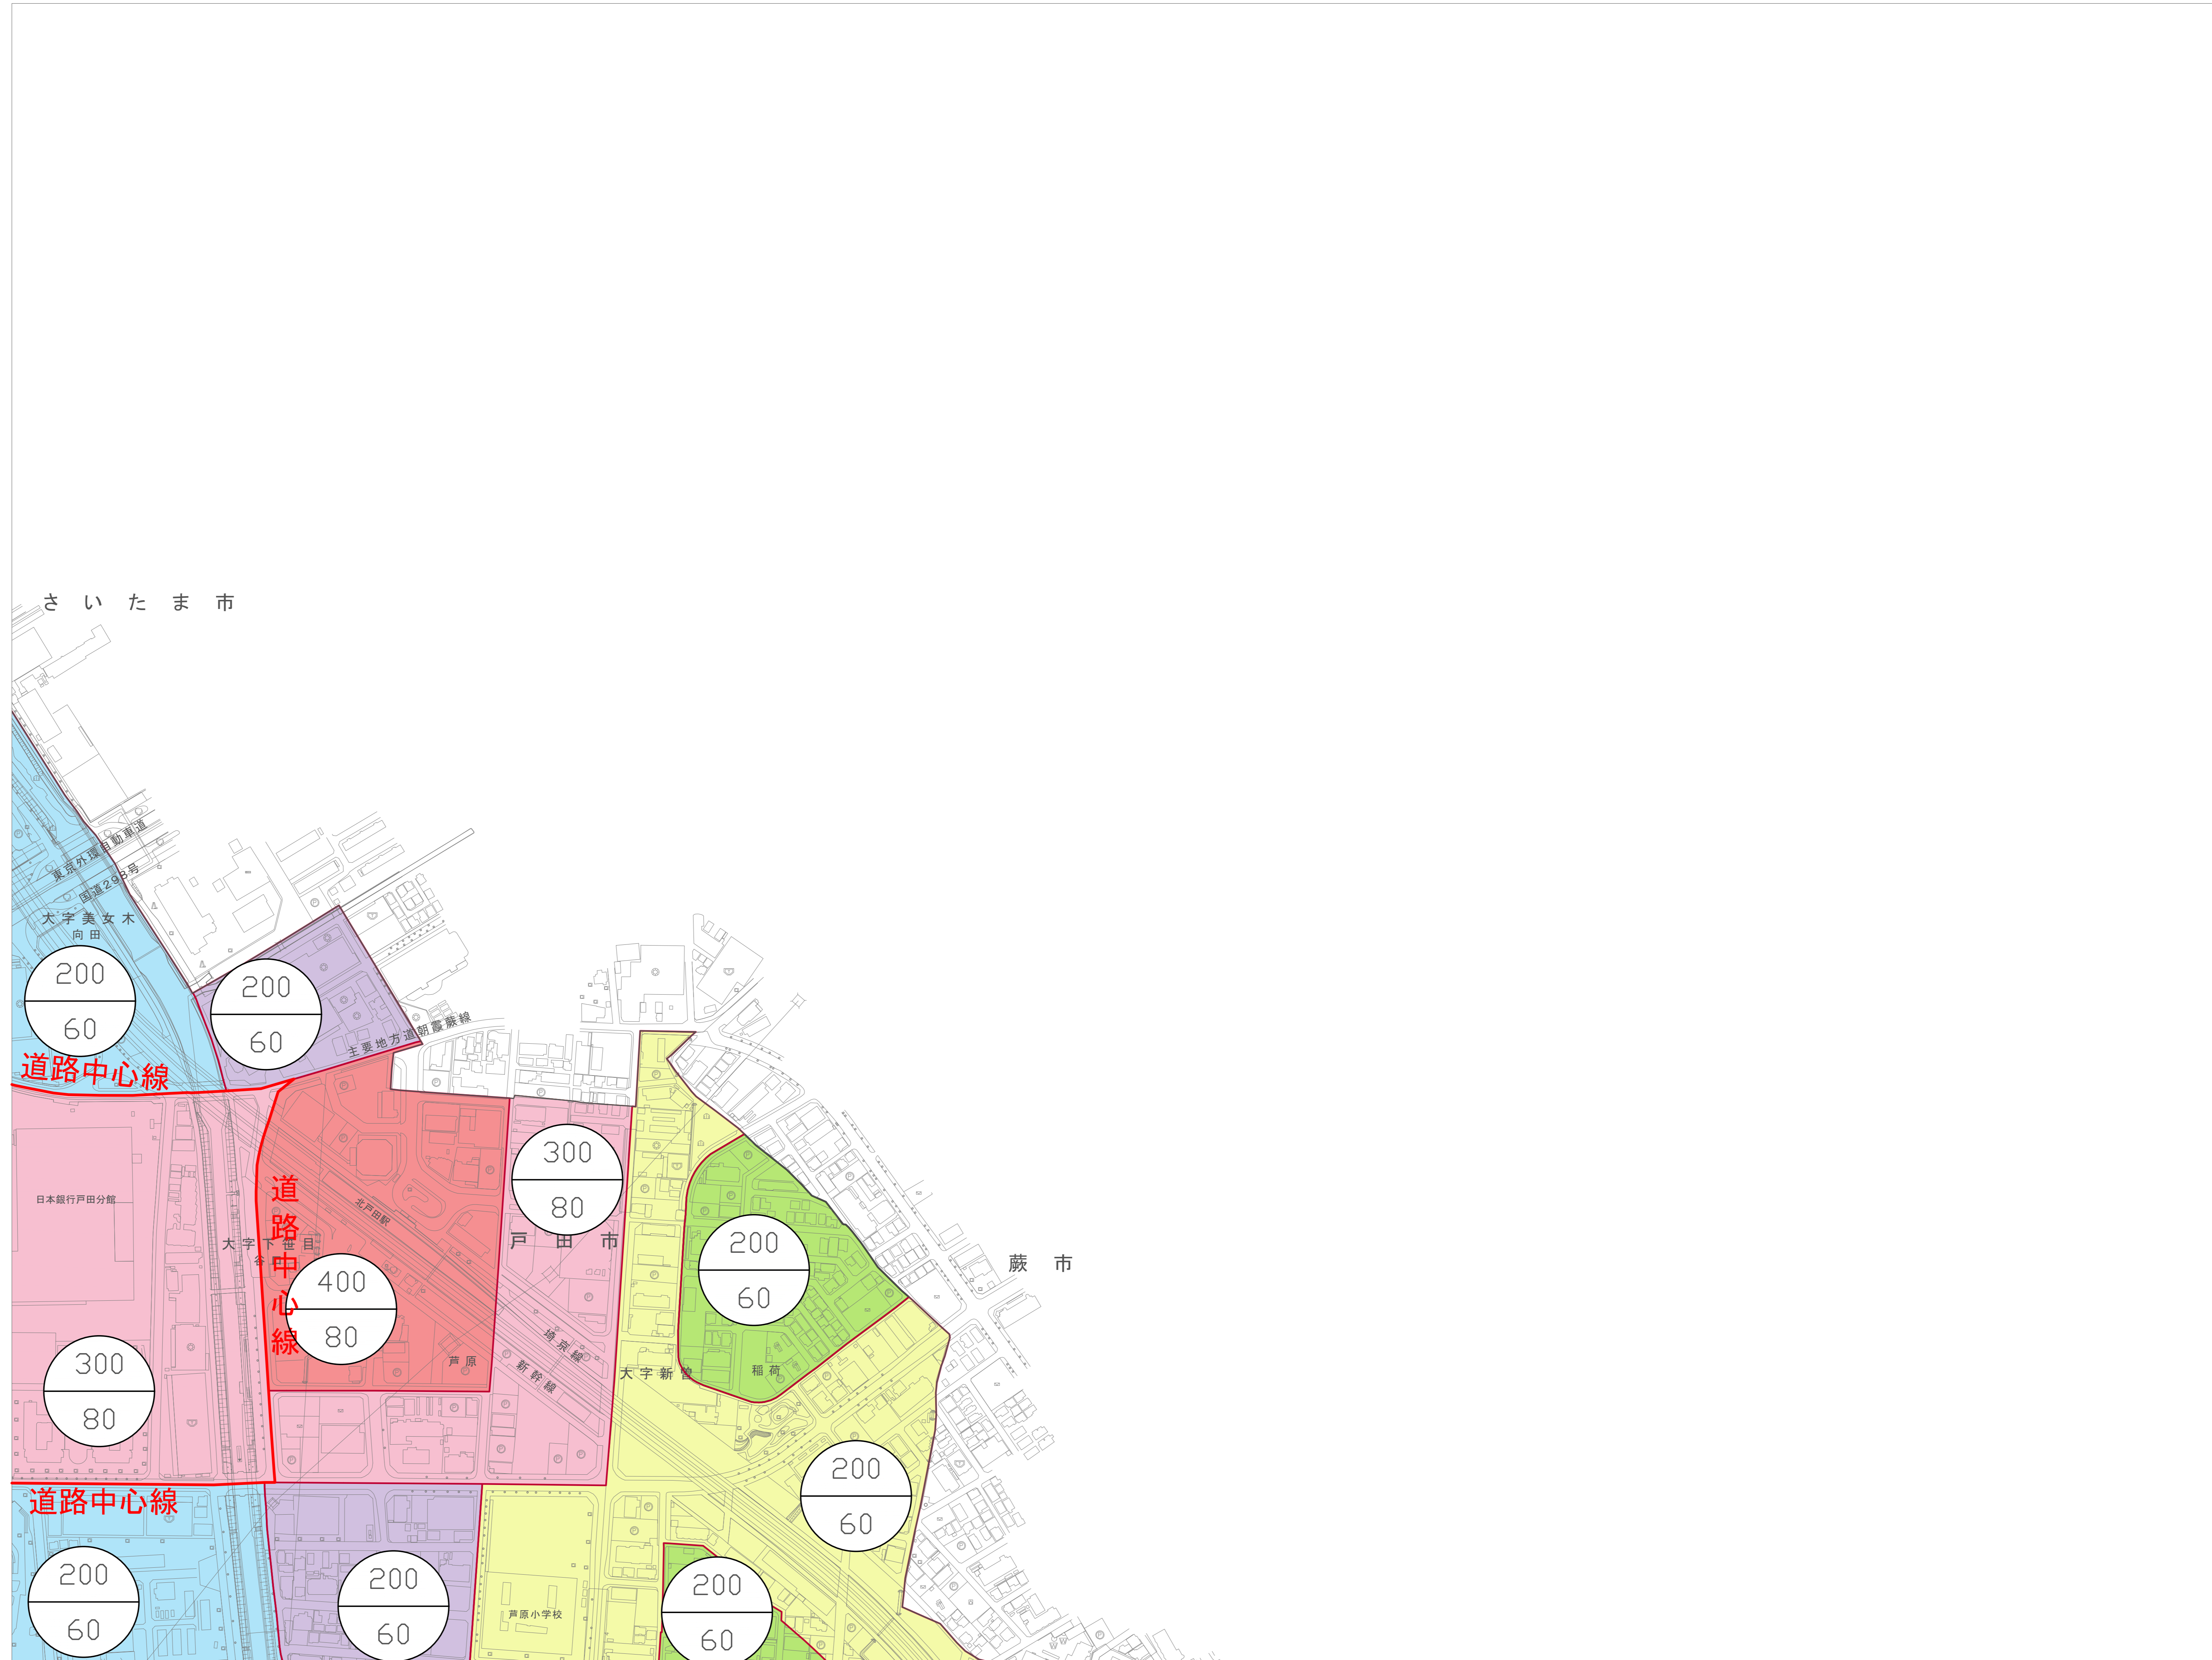 さいたま市
東京外環自動車道
国道298号
大字美女木
向田
200
60
200
60
道路中心線
主要地方道朝霞蕨線
300
80
日本銀行戸田分館
道路中心線
北戸田駅
大字下笹目
戸田市
200
60
蕨市
400
80
芦原
埼京線
新幹線
大字新曽
稲荷
300
80
200
60
道路中心線
200
60
200
60
200
60
芦原小学校